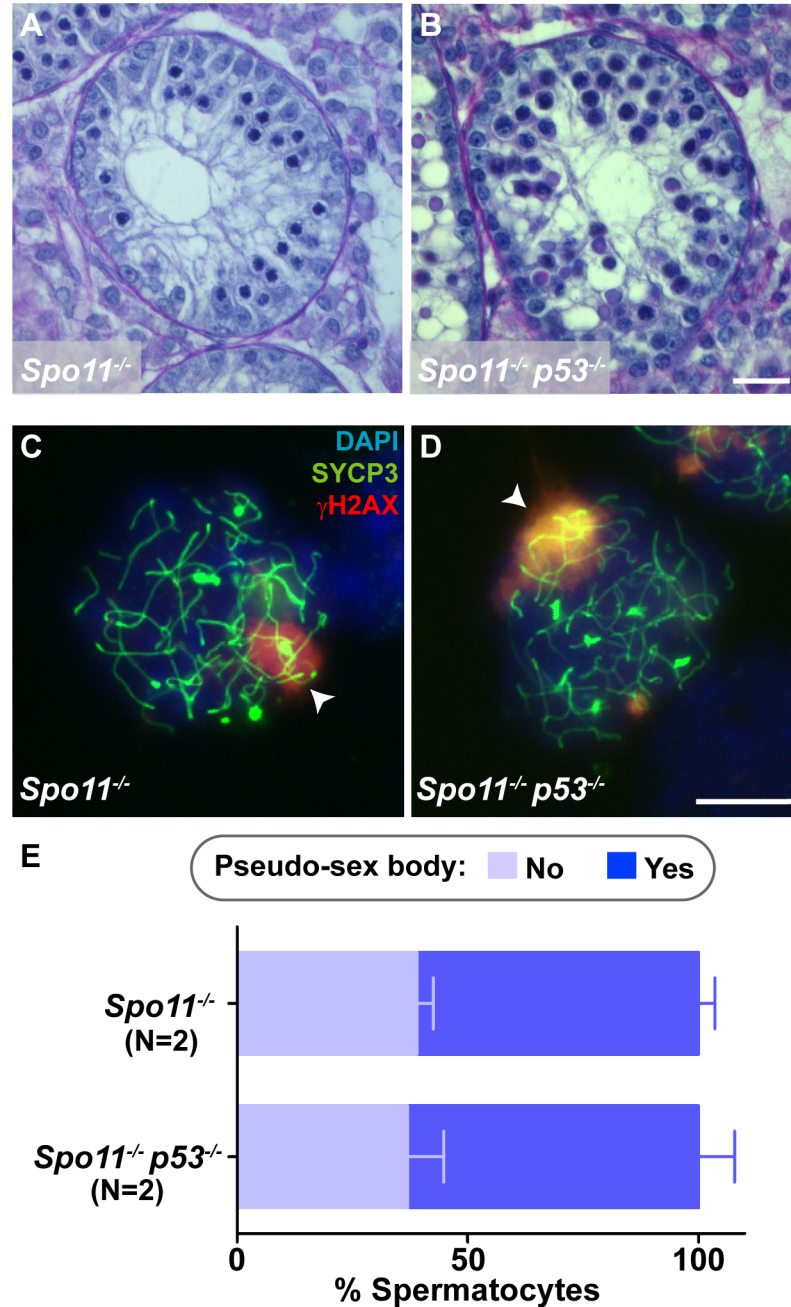 A
B
Spo11-/-
Spo11-/- p53-/-
C
DAPI
SYCP3
γH2AX
D
Spo11-/-
Spo11-/- p53-/-
E
Pseudo-sex body: No Yes
Spo11-/-
(N=2)
Spo11-/- p53-/-
(N=2)
0 50 100
% Spermatocytes